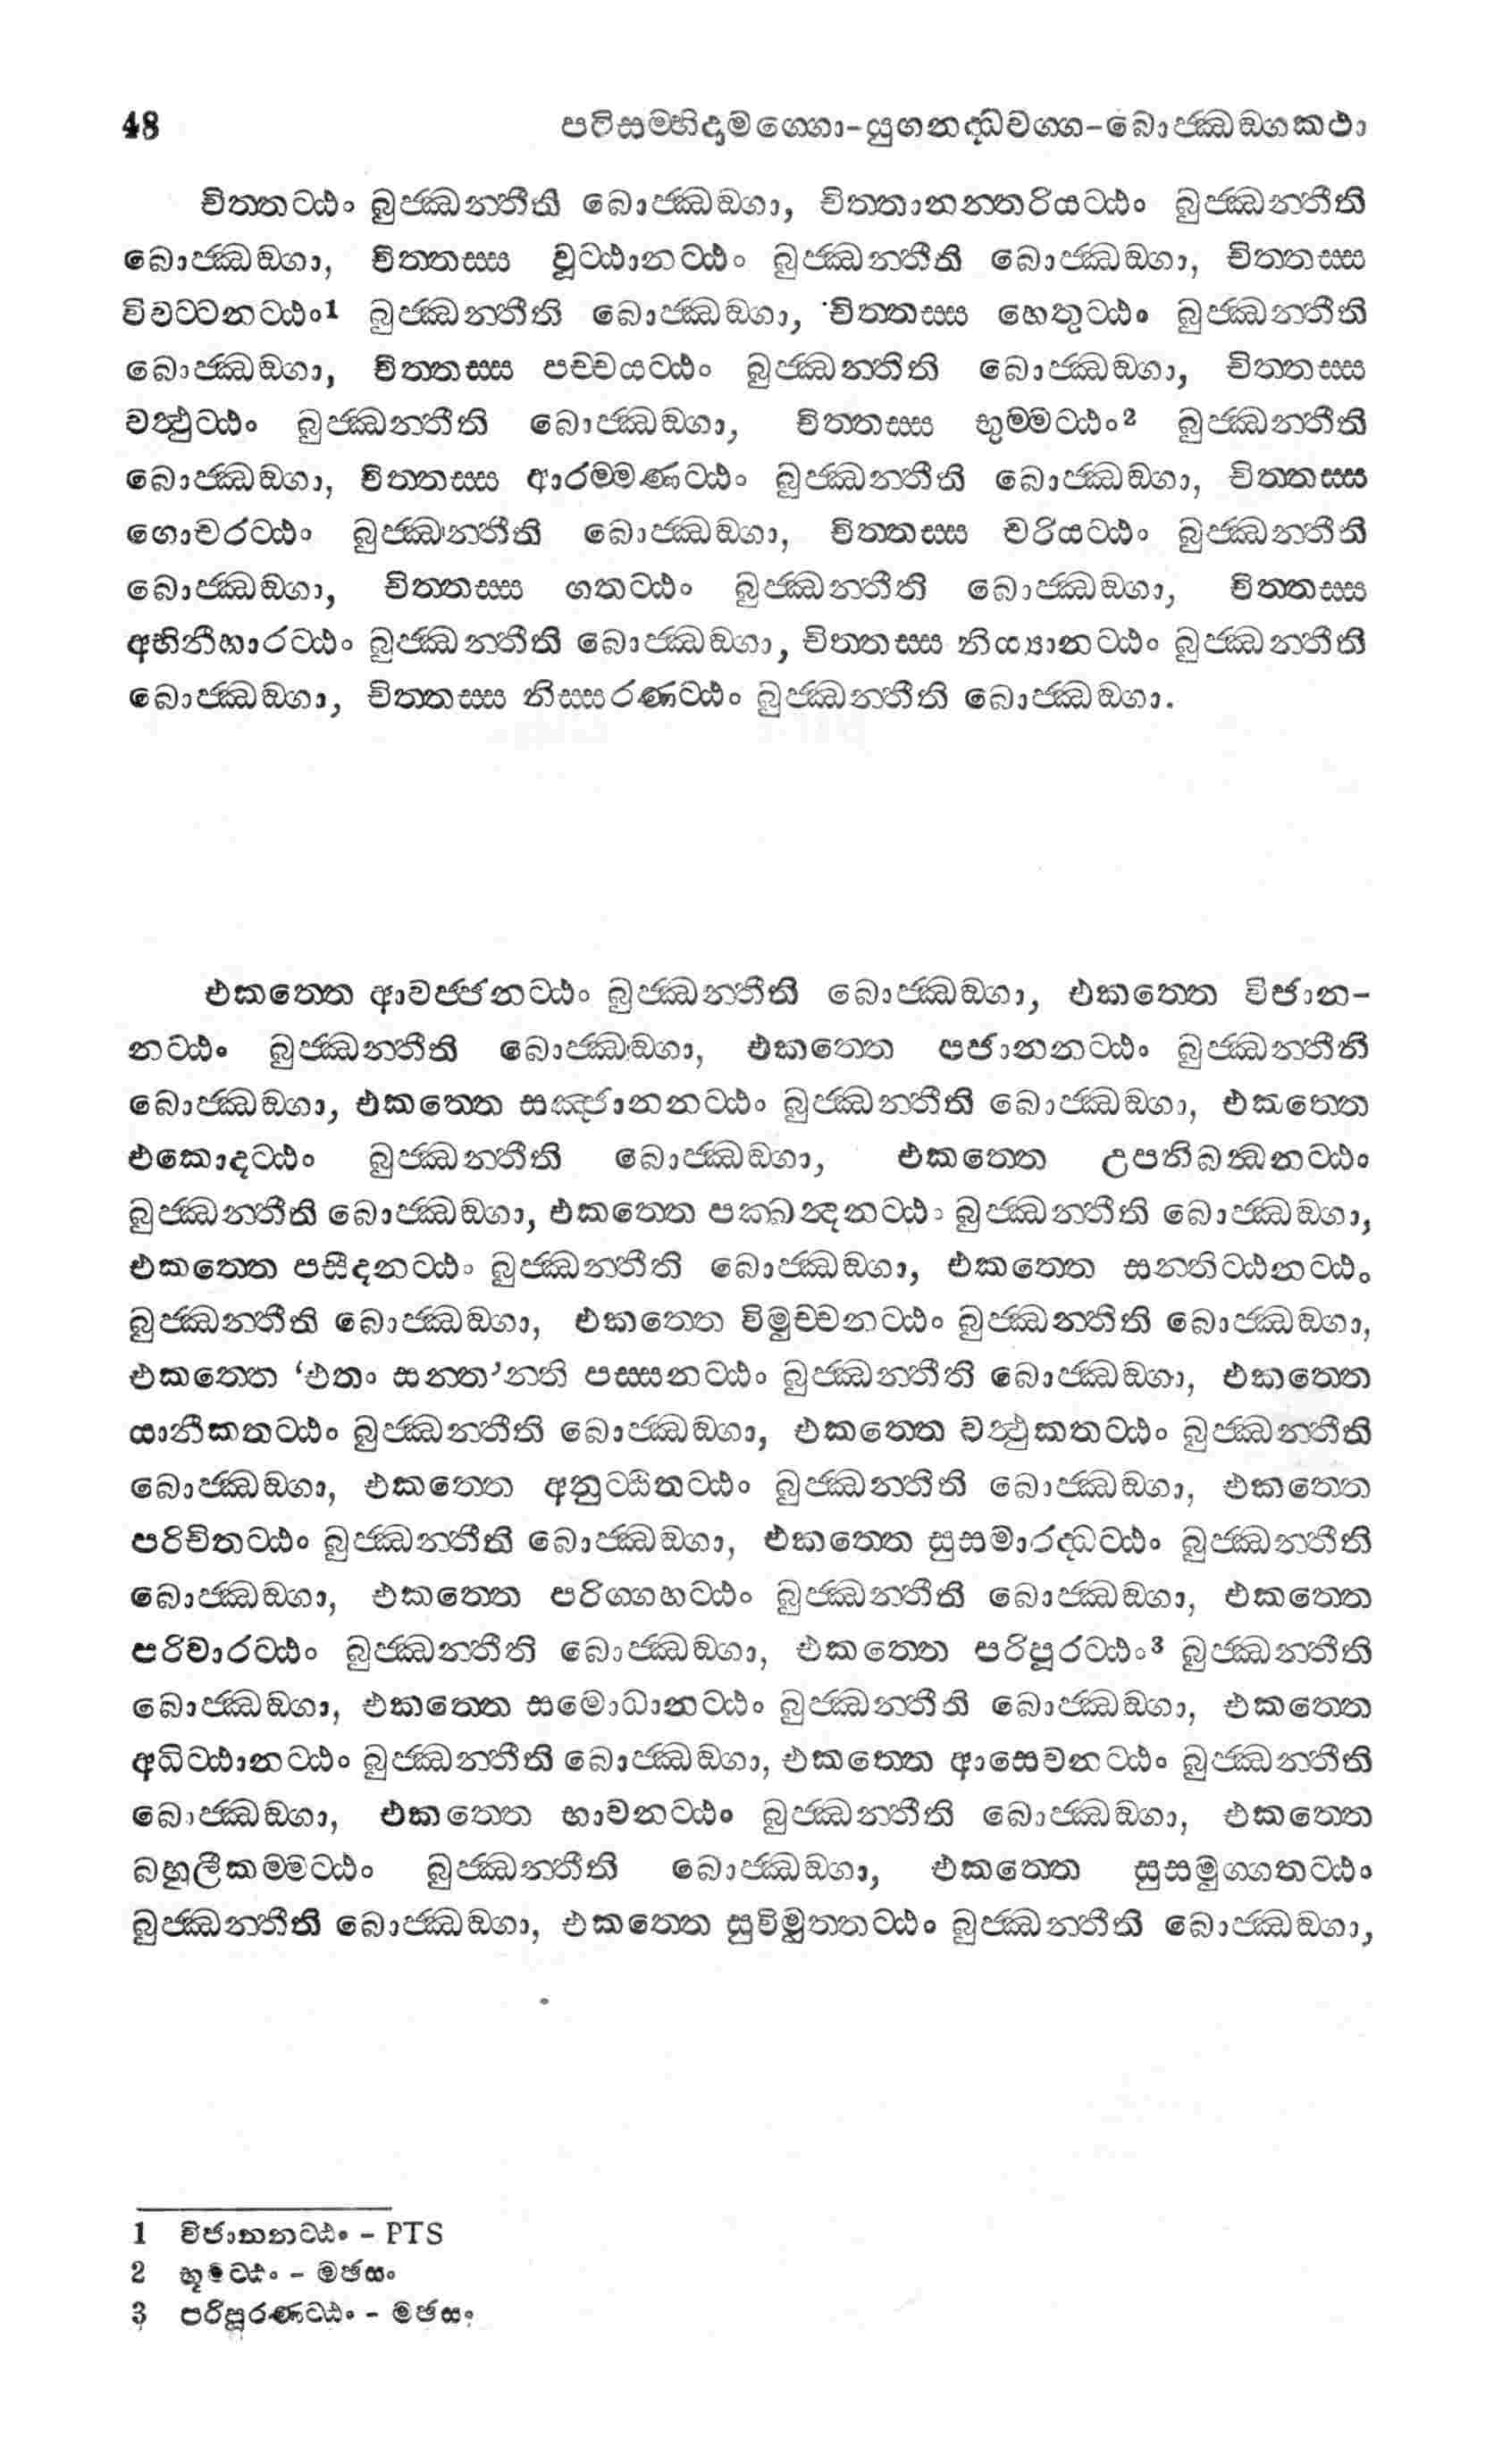 48 පටිසම්භිදාමග්ගො-යුගනද්ධවග්ග-බොජ්ඣඞ්ගකථා
චිත්තට්ඨං බුජ්ඣන්තීති බොජ්ඣඞ්ගා, චිත්තානන්තරියට්ඨං බුජ්ඣන්තීති
බොජ්ඣඞ්ගා, චිත්තස්ස වුට්ඨානට්ඨං බුජ්ඣන්තීති බොජ්ඣඞ්ගා, චිත්තස්ස
විවට්ටනට්ඨං1 බුජ්ඣන්තීති බොජ්ඣඞ්ගා, චිත්තස්ස හෙතුට්ඨං බුජ්ඣන්තීති
බොජ්ඣඞ්ගා, චිත්තස්ස පච්චයට්ඨං බුජ්ඣන්තීති බොජ්ඣඞ්ගා, චිත්තස්ස
වත්ථුට්ඨං බුජ්ඣන්තීති බොජ්ඣඞ්ගා, චිත්තස්ස භුම්මට්ඨං2 බුජ්ඣන්තීති
බොජ්ඣඞ්ගා, චිත්තස්ස ආරම්මණට්ඨං බුජ්ඣන්තීති බොජ්ඣඞ්ගා, චිත්තස්ස
ගොචරට්ඨං බුජ්ඣන්තීති බොජ්ඣඞ්ගා, චිත්තස්ස චරියට්ඨං බුජ්ඣන්තීති
බොජ්ඣඞ්ගා, චිත්තස්ස ගතට්ඨං බුජ්ඣන්තීති බොජ්ඣඞ්ගා, චිත්තස්ස
අභිනීහාරට්ඨං බුජ්ඣන්තීති බොජ්ඣඞ්ගා, චිත්තස්ස නිය්‍යානට්ඨං බුජ්ඣන්තීති
බොජ්ඣඞ්ගා, චිත්තස්ස නිස්සරණට්ඨං බුජ්ඣන්තීති බොජ්ඣඞ්ගා.
එකත්තෙ ආවජ්ජනට්ඨං බුජ්ඣන්තීති බොජ්ඣඞ්ගා, එකත්තෙ විජාන-
නට්ඨං බුජ්ඣන්තීති බොජ්ඣඞ්ගා, එකත්තෙ පජානනට්ඨං බුජ්ඣන්තීති
බොජ්ඣඞ්ගා, එකත්තෙ සඤ්ජානනට්ඨං බුජ්ඣන්තීති බොජ්ඣඞ්ගා, එකත්තෙ
එකොදට්ඨං බුජ්ඣන්තීති බොජ්ඣඞ්ගා, එකත්තෙ උපනිබන්ධනට්ඨං
බුජ්ඣන්තීති බොජ්ඣඞ්ගා, එකත්තෙ පක්ඛන්දනට්ඨං බුජ්ඣන්තීති බොජ්ඣඞ්ගා,
එකත්තෙ පසීදනට්ඨං බුජ්ඣන්තීති බොජ්ඣඞ්ගා, එකත්තෙ සන්තිට්ඨනට්ඨං
බුජ්ඣන්තීති බොජ්ඣඞ්ගා, එකත්තෙ විමුච්චනට්ඨං බුජ්ඣන්තීති බොජ්ඣඞ්ගා,
එකත්තෙ ‘එතං සන්ත’න්ති පස්සනට්ඨං බුජ්ඣන්තීති බොජ්ඣඞ්ගා, එකත්තෙ
යානීකතට්ඨං බුජ්ඣන්තීති බොජ්ඣඞ්ගා, එකත්තෙ වත්ථුකතට්ඨං බුජ්ඣන්තීති
බොජ්ඣඞ්ගා, එකත්තෙ අනුට්ඨිතට්ඨං බුජ්ඣන්තීති බොජ්ඣඞ්ගා, එකත්තෙ
පරිචිතට්ඨං බුජ්ඣන්තීති බොජ්ඣඞ්ගා, එකත්තෙ සුසමාරද්ධට්ඨං බුජ්ඣන්තීති
බොජ්ඣඞ්ගා, එකත්තෙ පරිග්ගහට්ඨං බුජ්ඣන්තීති බොජ්ඣඞ්ගා, එකත්තෙ
පරිවාරට්ඨං බුජ්ඣන්තීති බොජ්ඣඞ්ගා, එකත්තෙ පරිපූරට්ඨං3 බුජ්ඣන්තීති
බොජ්ඣඞ්ගා, එකත්තෙ සමොධානට්ඨං බුජ්ඣන්තීති බොජ්ඣඞ්ගා, එකත්තෙ
අධිට්ඨානට්ඨං බුජ්ඣන්තීති බොජ්ඣඞ්ගා, එකත්තෙ ආසෙවනට්ඨං බුජ්ඣන්තීති
බොජ්ඣඞ්ගා, එකත්තෙ භාවනට්ඨං බුජ්ඣන්තීති බොජ්ඣඞ්ගා, එකත්තෙ
බහුලීකම්මට්ඨං බුජ්ඣන්තීති බොජ්ඣඞ්ගා, එකත්තෙ සුසමුග්ගතට්ඨං
බුජ්ඣන්තීති බොජ්ඣඞ්ගා, එකත්තෙ සුවිමුත්තට්ඨං බුජ්ඣන්තීති බොජ්ඣඞ්ගා,
1 විජානනට්ඨං - PTS
2 භූමට්ඨං - මඡසං
3 පරිපූරණට්ඨං - මඡසං